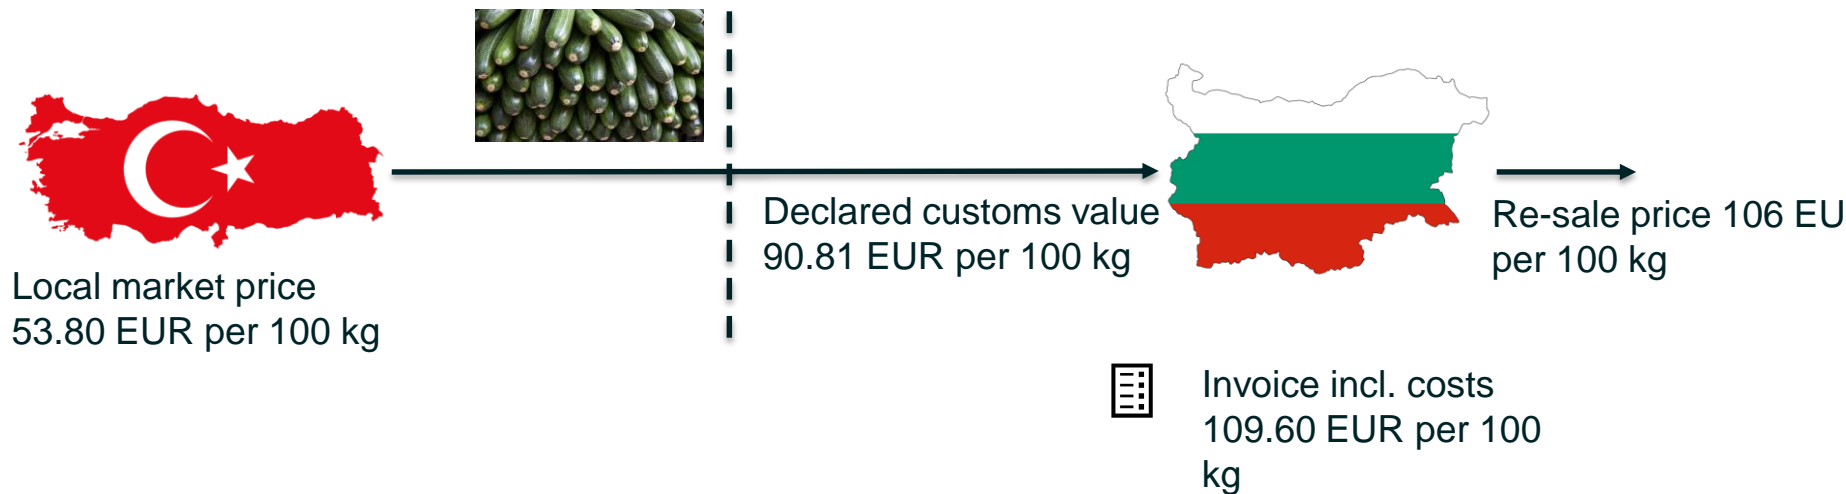 Local market price
53.80 EUR per 100 kg
Declared customs value
90.81 EUR per 100 kg
Re-sale price 106 EU
per 100 kg
Invoice incl. costs
109.60 EUR per 100
kg